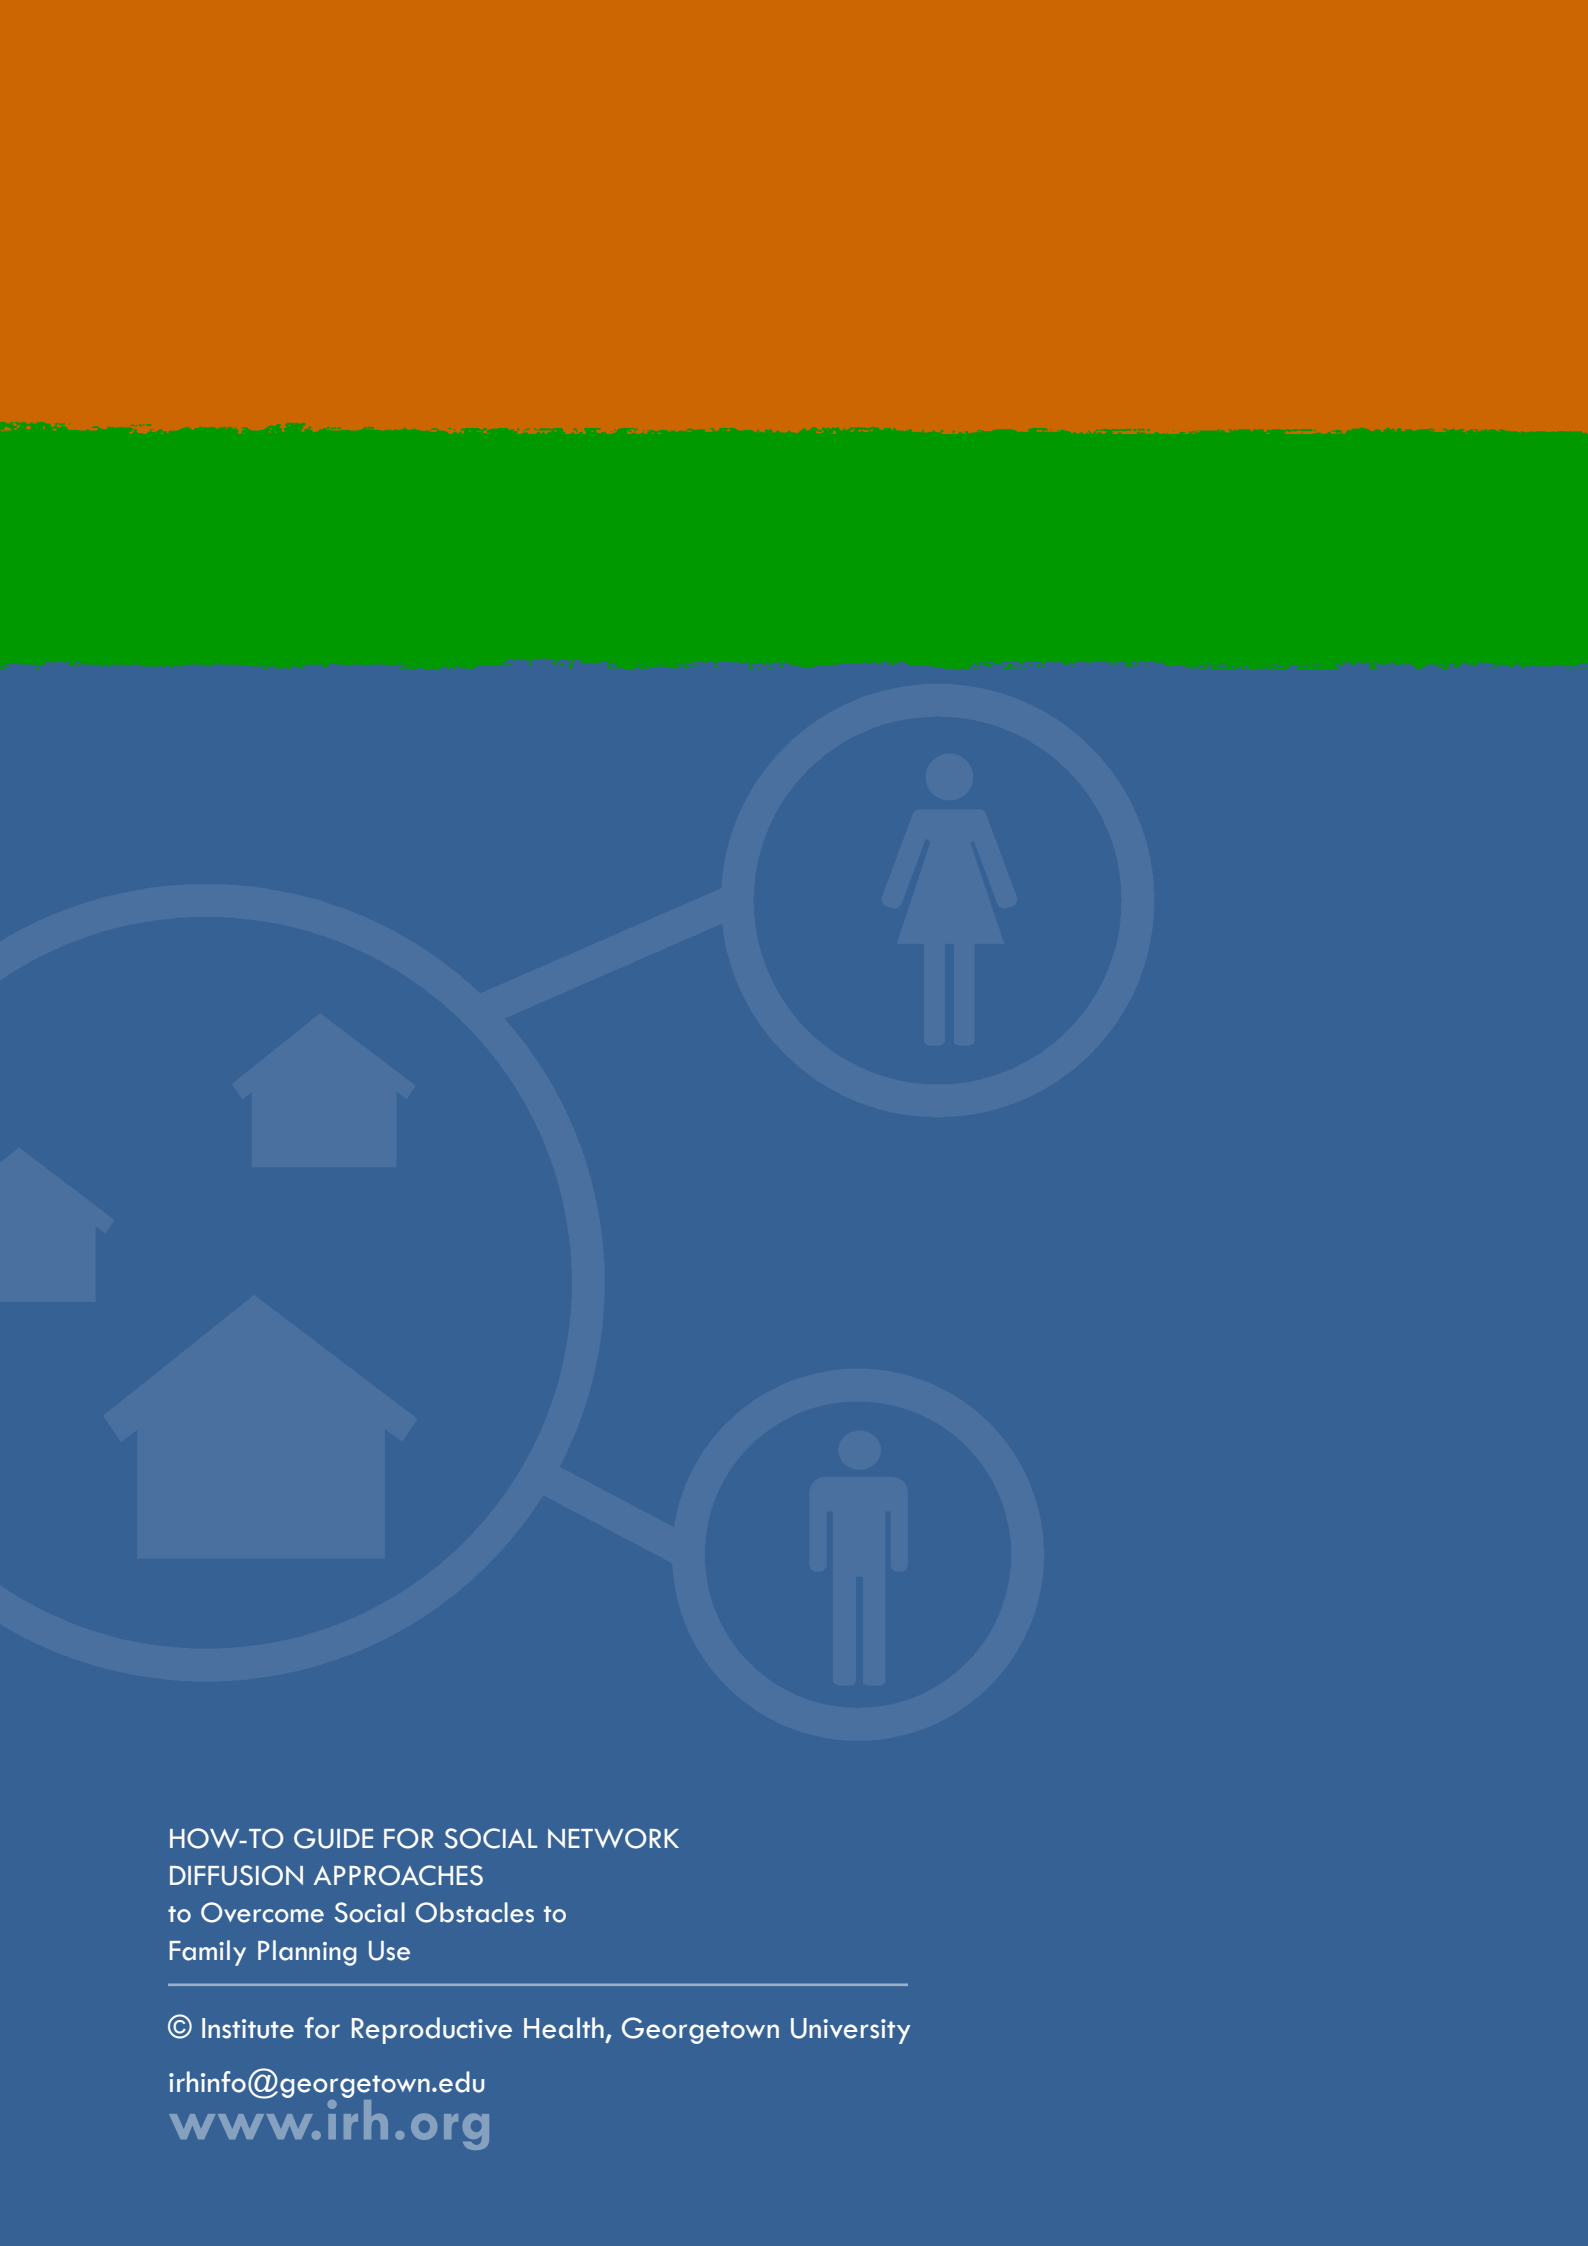 HOW-TO GUIDE FOR SOCIAL NETWORK
DIFFUSION APPROACHES
to Overcome Social Obstacles to
Family Planning Use
© Institute for Reproductive Health, Georgetown University
irhinfo@georgetown.edu
www.irh.org